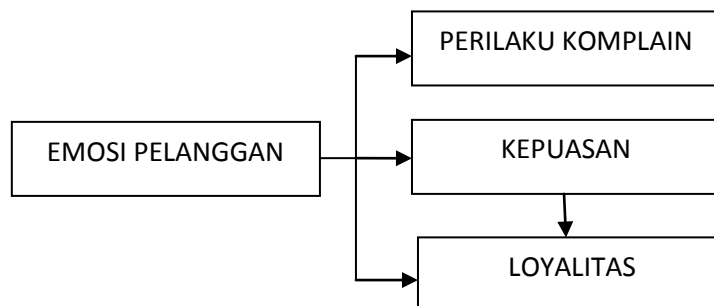 PERILAKU KOMPLAIN
EMOSI PELANGGAN
KEPUASAN
LOYALITAS